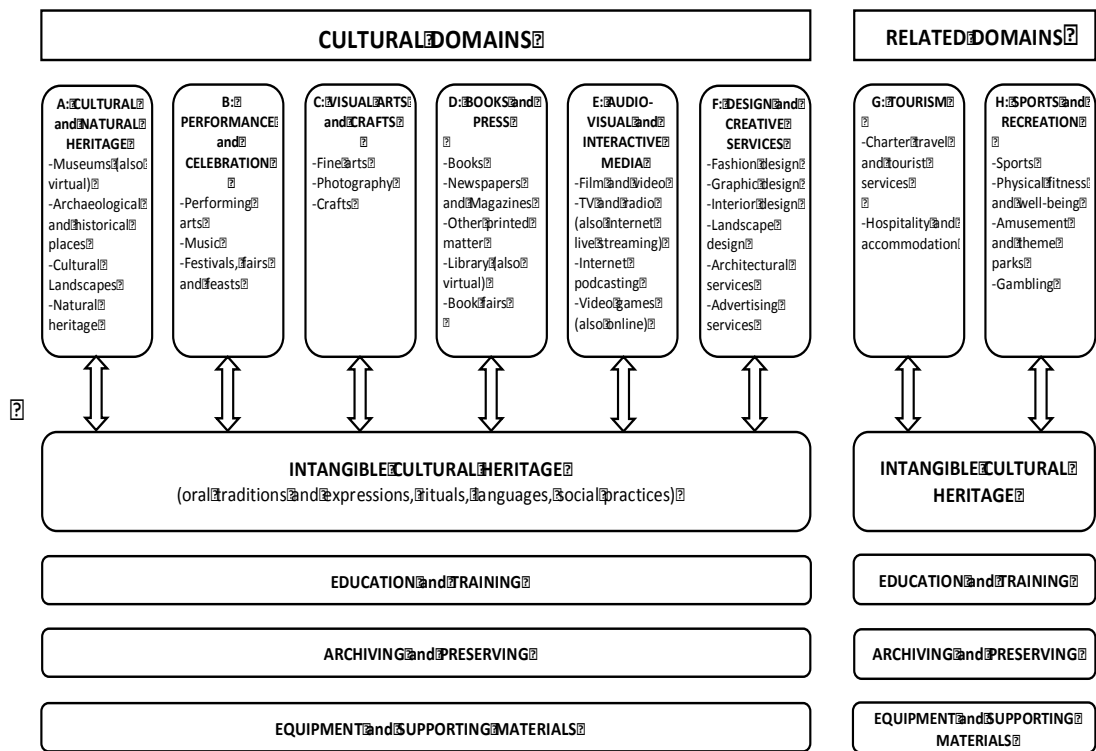 CULTURAL DOMAINS
RELATED DOMAINS
A: CULTURAL
and NATURAL
HERITAGE
-Museums (also
virtual)
-Archaeological
and historical
places
-Cultural
Landscapes
-Natural
heritage
B:
PERFORMANCE
and
CELEBRATION
-Performing
arts
-Music
-Festivals, fairs
and feasts
C: VISUAL ARTS
and CRAFTS
-Fine arts
-Photography
-Crafts
D: BOOKS and
PRESS
-Books
-Newspapers
and Magazines
-Other printed
matter
-Library (also
virtual)
-Book fairs
E: AUDIO-
VISUAL and
INTERACTIVE
MEDIA
-Film and video
-TV and radio
(also internet
live streaming)
-Internet
podcasting
-Video games
(also online)
F: DESIGN and
CREATIVE
SERVICES
-Fashion design
-Graphic design
-Interior design
-Landscape
design
-Architectural
services
-Advertising
services
G: TOURISM
-Charter travel
and tourist
services
-Hospitality and
accommodation
H: SPORTS and
RECREATION
-Sports
-Physical fitness
and well-being
-Amusement
and theme
parks
-Gambling
INTANGIBLE CULTURAL HERITAGE
(oral traditions and expressions, rituals, languages, social practices)
INTANGIBLE CULTURAL
HERITAGE
EDUCATION and TRAINING
EDUCATION and TRAINING
ARCHIVING and PRESERVING
ARCHIVING and PRESERVING
EQUIPMENT and SUPPORTING MATERIALS
EQUIPMENT and SUPPORTING
MATERIALS